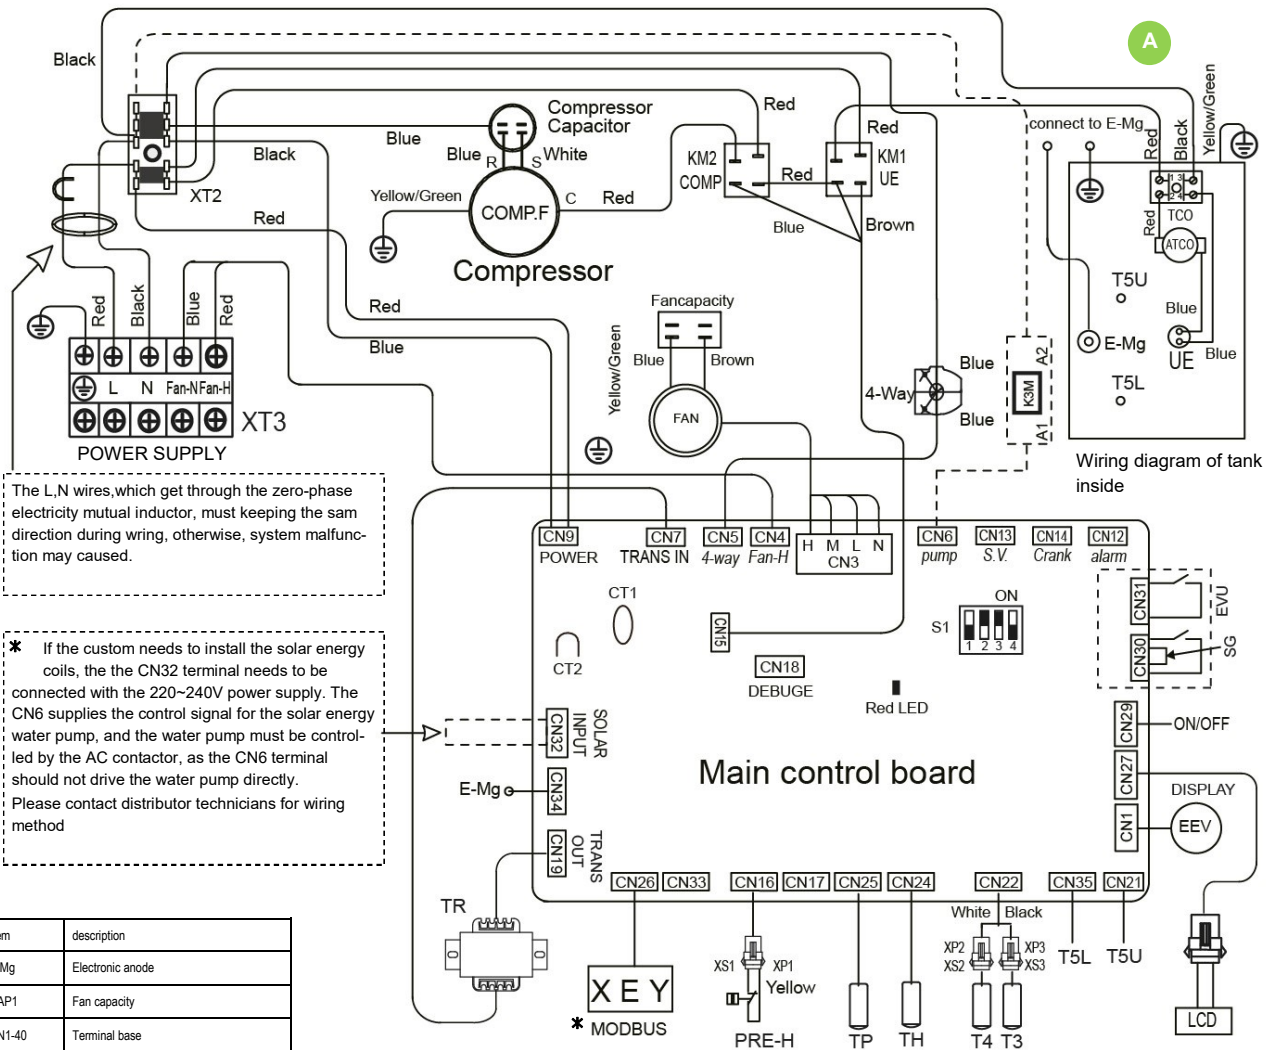 A
Black
Compressor
Capacitor
Red
Red
connect to E-Mg
Red
Black
Yellow/Green
Blue
Black
Blue
White
R
S
KM2
COMP
KM1
UE
Red
XT2
Yellow/Green
COMP.F
C
Red
Red
Blue
Brown
Compressor
1 3
2 4
TCO
Red
ATCO
T5U
Blue
E-Mg
UE
Blue
T5L
Red
Black
Blue
Red
Red
Blue
Fancapacity
Blue
Brown
Yellow/Green
FAN
4-Way
Blue
Blue
A2
K3M
A1
L
N
Fan-N
Fan-H
XT3
POWER SUPPLY
Wiring diagram of tank
inside
The L,N wires,which get through the zero-phase
electricity mutual inductor, must keeping the sam
direction during wring, otherwise, system malfunc-
tion may caused.
CN9
POWER
CN7
TRANS IN
CN5
4-way
CN4
Fan-H
H M L N
CN3
CN6
pump
CN13
S.V.
CN14
Crank
CN12
alarm
CT1
CT2
CN15
CN18
DEBUGE
S1
ON
1 2 3 4
Red LED
CN31
EVU
CN30
SG
CN29
ON/OFF
CN27
DISPLAY
CN1
EEV
* If the custom needs to install the solar energy
coils, the the CN32 terminal needs to be
connected with the 220~240V power supply. The
CN6 supplies the control signal for the solar energy
water pump, and the water pump must be control-
led by the AC contactor, as the CN6 terminal
should not drive the water pump directly.
Please contact distributor technicians for wiring
method
CN32
SOLAR
INPUT
E-Mg
CN34
CN19
TRANS
OUT
Main control board
CN26
CN33
CN16
CN17
CN25
CN24
CN22
CN35
CN21
TR
White
Black
XS1
XP1
Yellow
XP2
XS2
XP3
XS3
T5L
T5U
X E Y
* MODBUS
PRE-H
TP
TH
T4
T3
LCD
em description
Mg Electronic anode
AP1 Fan capacity
N1-40 Terminal base